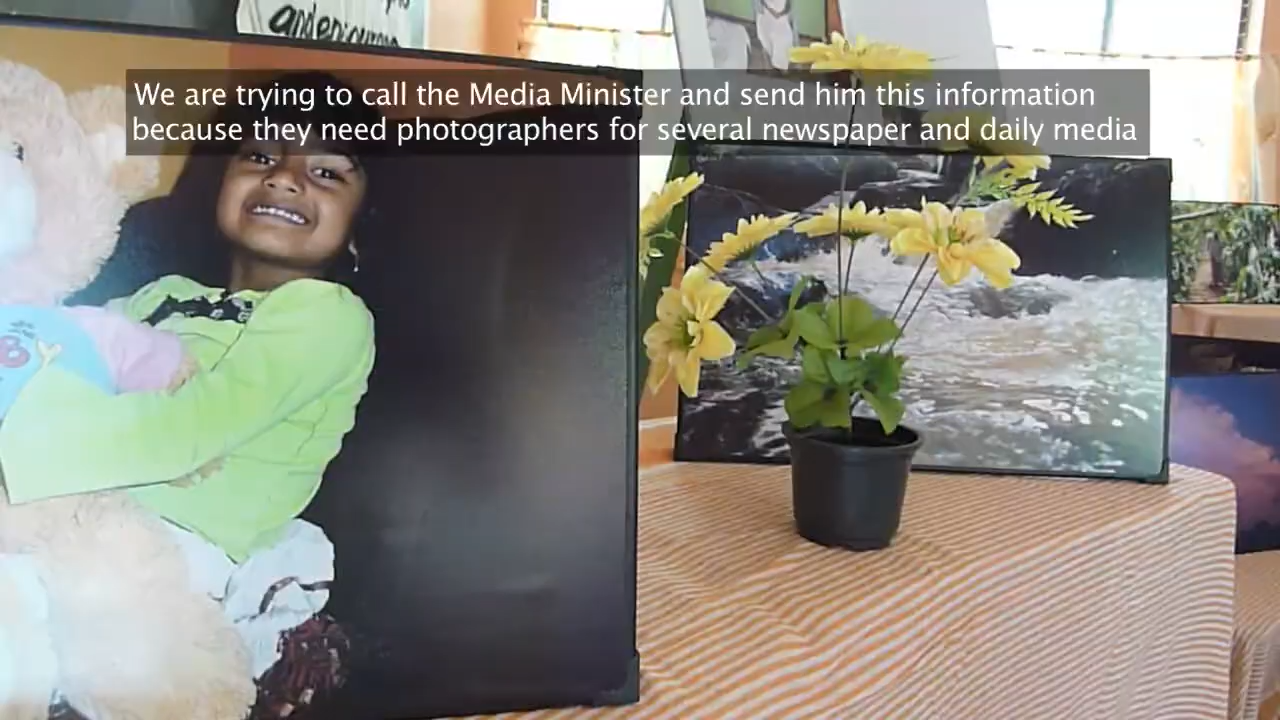 and
We are trying to call the Media Minister and send him this information
because they need photographers for several newspaper and daily media
B